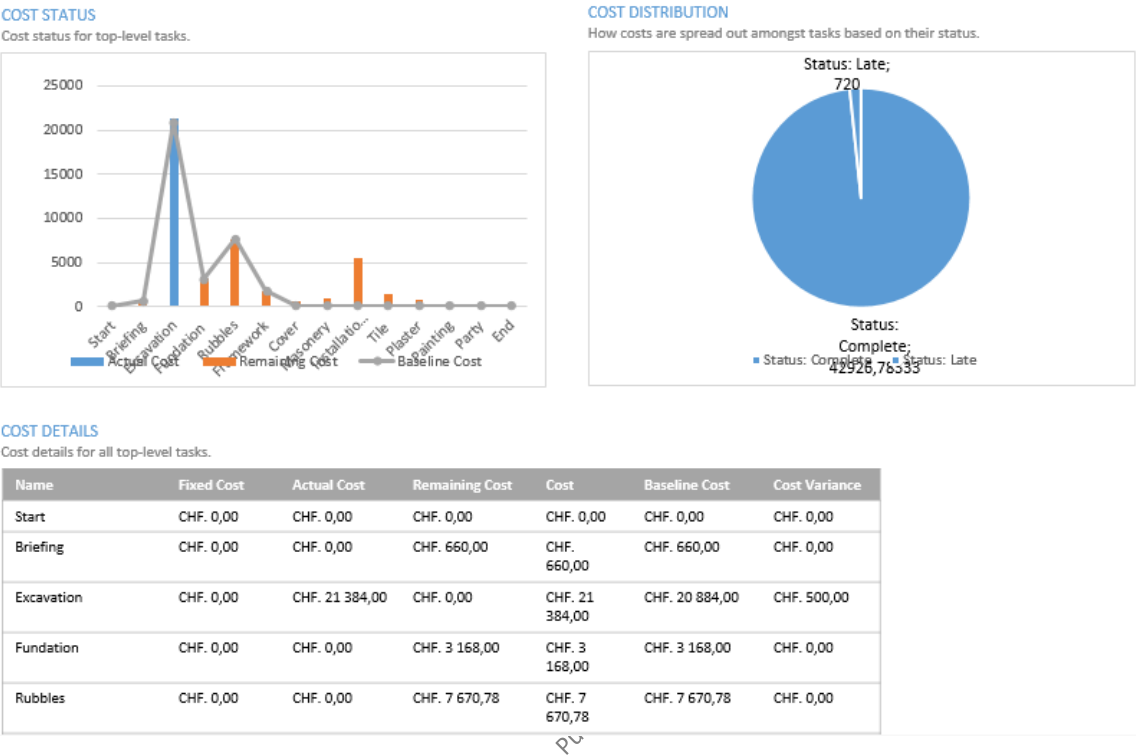 COST STATUS
Cost status for top-level tasks.
25000
20000
15000
10000
5000
0
Start
Briefing
Excavation
Fundation
Rubbles
Framework
Cover
Masonery
Installatio...
Tile
Plaster
Painting
Party
End
Actual Cost
Remaining Cost
Baseline Cost
COST DISTRIBUTION
How costs are spread out amongst tasks based on their status.
Status: Late;
720
Status:
Complete;
42926,78333
Status: Complete
Status: Late
COST DETAILS
Cost details for all top-level tasks.
Name Fixed Cost Actual Cost Remaining Cost Cost Baseline Cost Cost Variance
Start CHF. 0,00 CHF. 0,00 CHF. 0,00 CHF. 0,00 CHF. 0,00 CHF. 0,00
Briefing CHF. 0,00 CHF. 0,00 CHF. 660,00 CHF. CHF. 660,00 CHF. 0,00
660,00
Excavation CHF. 0,00 CHF. 21 384,00 CHF. 0,00 CHF. 21 CHF. 20 884,00 CHF. 500,00
384,00
Fundation CHF. 0,00 CHF. 0,00 CHF. 3 168,00 CHF. 3 CHF. 3 168,00 CHF. 0,00
168,00
Rubbles CHF. 0,00 CHF. 0,00 CHF. 7 670,78 CHF. 7 CHF. 7 670,78 CHF. 0,00
670,78